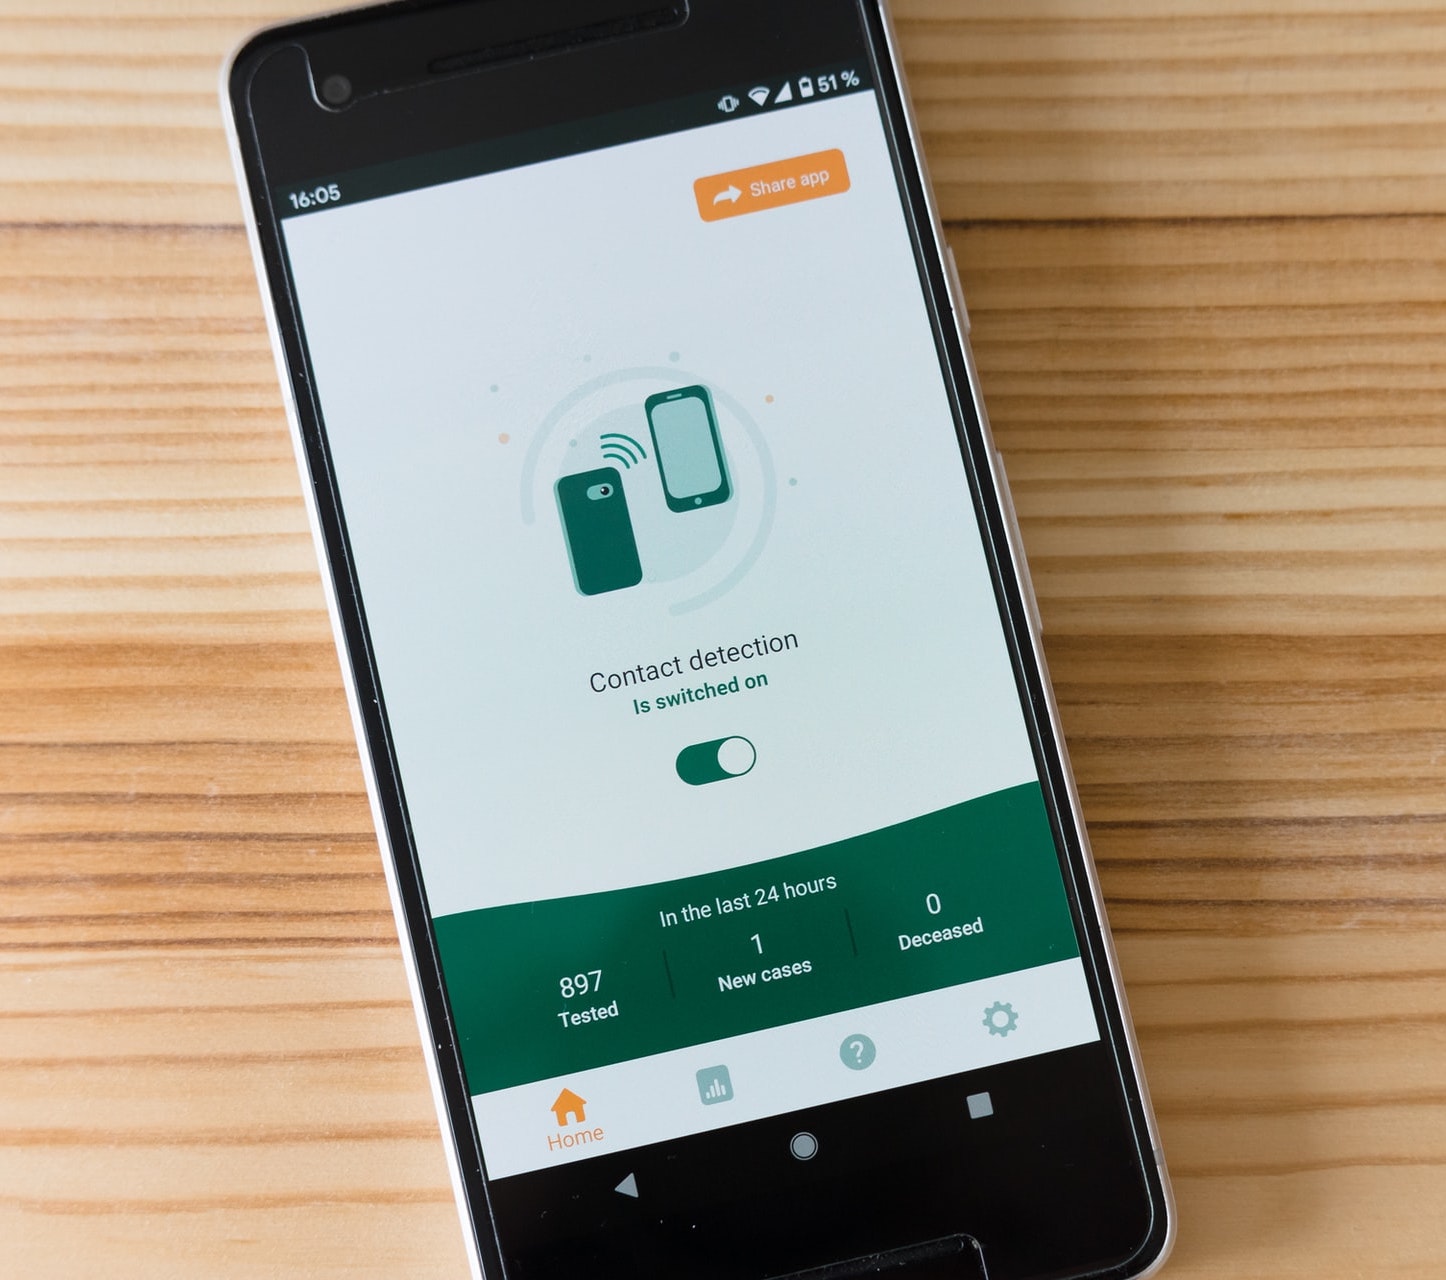 16:05
51 %
Share app
Contact detection
Is switched on
In the last 24 hours
897
Tested
1
New cases
0
Deceased
?
Home